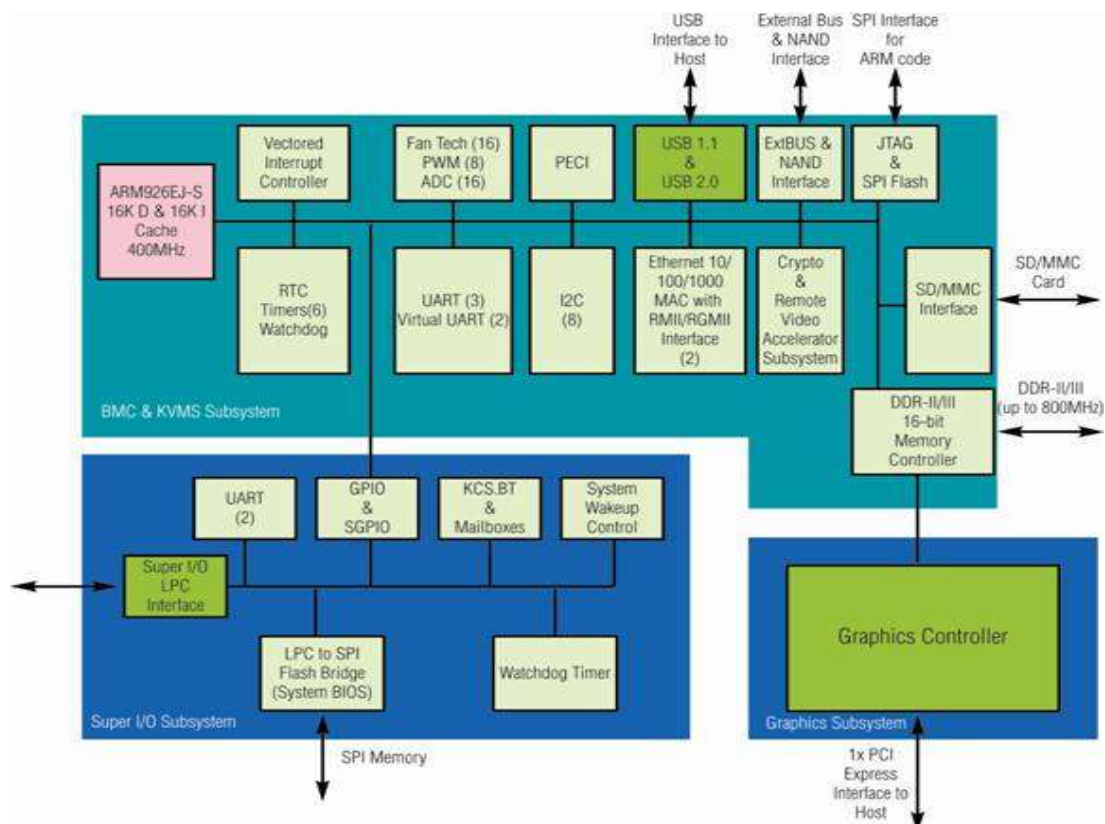 USB
Interface to
Host
External Bus
& NAND
Interface
SPI Interface
for
ARM code
Vectored
Interrupt
Controller
Fan Tech (16)
PWM (8)
ADC (16)
PECI
USB 1.1
&
USB 2.0
ExtBUS &
NAND
Interface
JTAG
&
SPI Flash
ARM926EJ-S
16K D & 16K I
Cache
400MHz
RTC
Timers(6)
Watchdog
UART (3)
Virtual UART (2)
I2C
(8)
Ethernet 10/
100/1000
MAC with
RMII/RGMII
Interface
(2)
Crypto
&
Remote
Video
Accelerator
Subsystem
SD/MMC
Interface
SD/MMC
Card
BMC & KVMS Subsystem
DDR-II/III
16-bit
Memory
Controller
DDR-II/III
(up to 800MHz)
UART
(2)
GPIO
&
SGPIO
KCS.BT
&
Mailboxes
System
Wakeup
Control
Super I/O
LPC
Interface
LPC to SPI
Flash Bridge
(System BIOS)
Watchdog Timer
Super I/O Subsystem
SPI Memory
Graphics Controller
Graphics Subsystem
1x PCI
Express
Interface to
Host